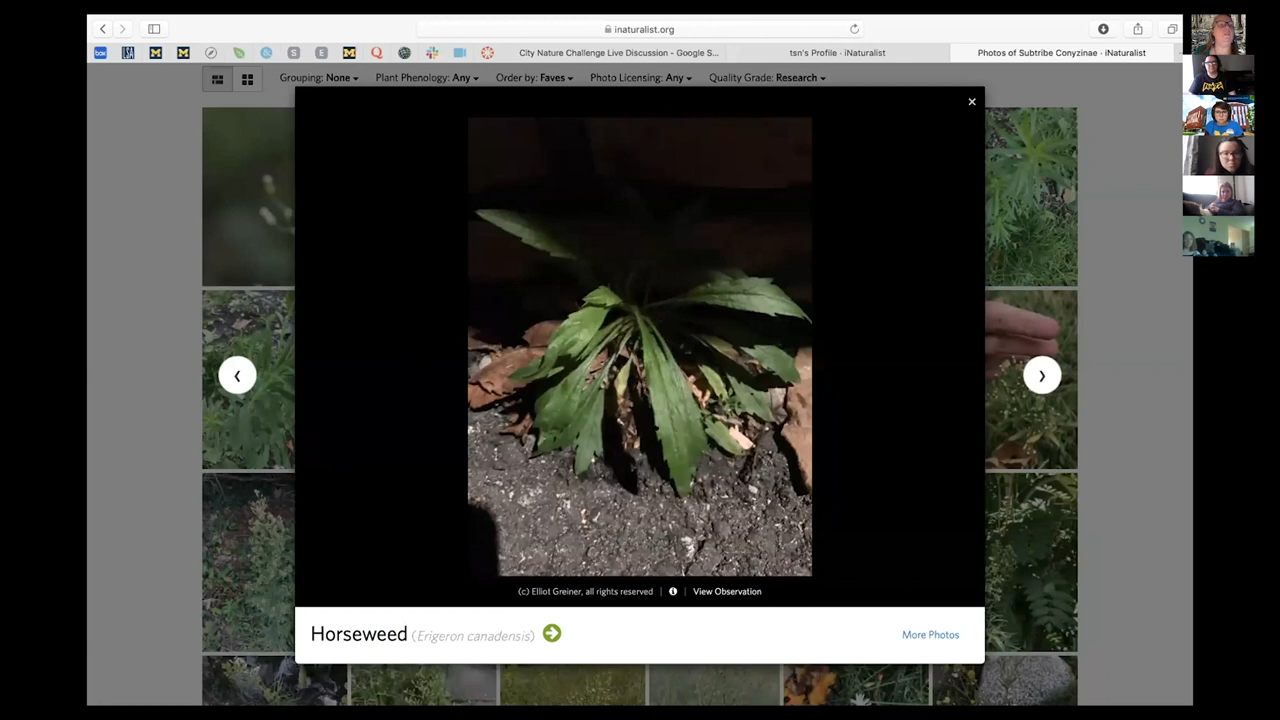 inaturalist.org
City Nature Challenge Live Discussion - Google S...
tsn's Profile · iNaturalist
Photos of Subtribe Conyzinae · iNaturalist
Grouping: None
Plant Phenology: Any
Order by: Faves
Photo Licensing: Any
Quality Grade: Research
(c) Elliot Greiner, all rights reserved
View Observation
Horseweed (Erigeron canadensis)
More Photos